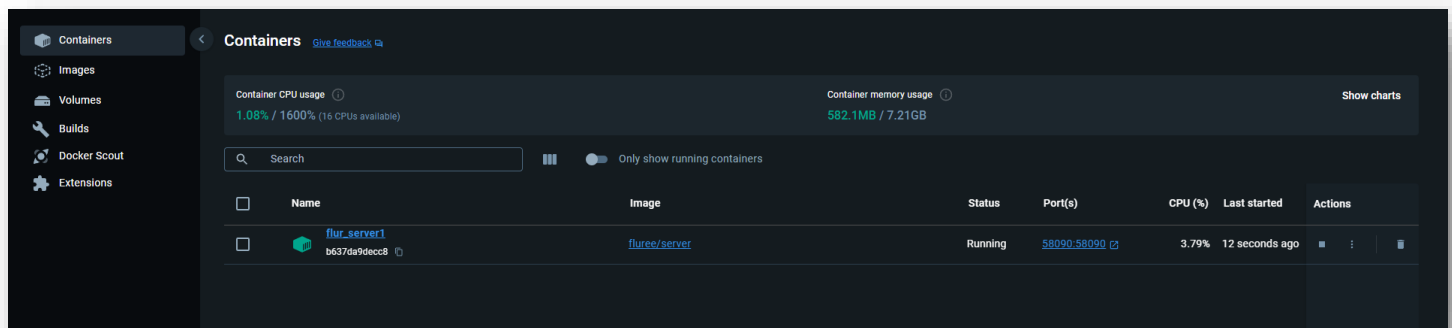 Containers
Images
Volumes
Builds
Docker Scout
Extensions
Containers Give feedback
Container CPU usage
1.08% / 1600% (16 CPUs available)
Container memory usage
582.1MB / 7.21GB
Show charts
Search
Only show running containers
Name Image Status Port(s) CPU (%) Last started Actions
flur_server1
b637da9decc8
fluree/server Running 58090:58090 3.79% 12 seconds ago